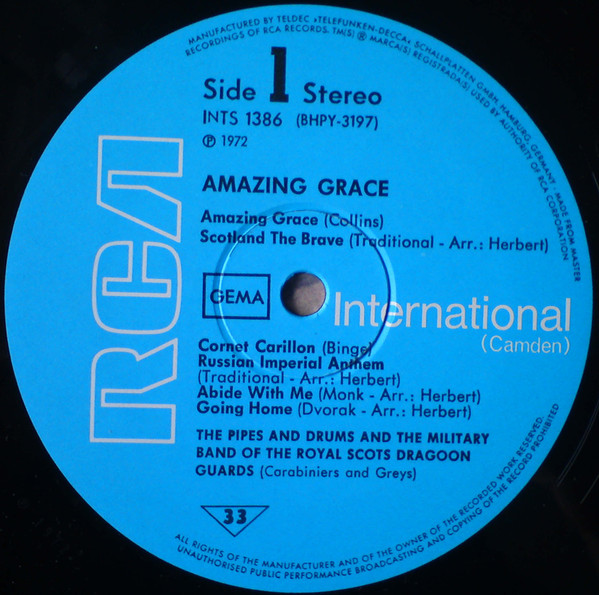 MANUFACTURED BY TELDEC »TELEFUNKEN-DECCA« SCHALLPLATTEN GMBH, HAMBURG, GERMANY - MADE FROM MASTER
RECORDINGS OF RCA RECORDS. TM(S) ® MARCA(S) REGISTRADA(S) USED BY AUTHORITY OF RCA CORPORATION
Side 1 Stereo
INTS 1386 (BHPY-3197)
℗ 1972
RCA
AMAZING GRACE
Amazing Grace (Collins)
Scotland The Brave (Traditional - Arr.: Herbert)
GEMA
International
(Camden)
Cornet Carillon (Binge)
Russian Imperial Anthem
(Traditional - Arr.: Herbert)
Abide With Me (Monk - Arr.: Herbert)
Going Home (Dvorak - Arr.: Herbert)
THE PIPES AND DRUMS AND THE MILITARY
BAND OF THE ROYAL SCOTS DRAGOON
GUARDS (Carabiniers and Greys)
33
ALL RIGHTS OF THE MANUFACTURER AND OF THE OWNER OF THE RECORDED WORK RESERVED.
UNAUTHORISED PUBLIC PERFORMANCE BROADCASTING AND COPYING OF THE RECORD PROHIBITED